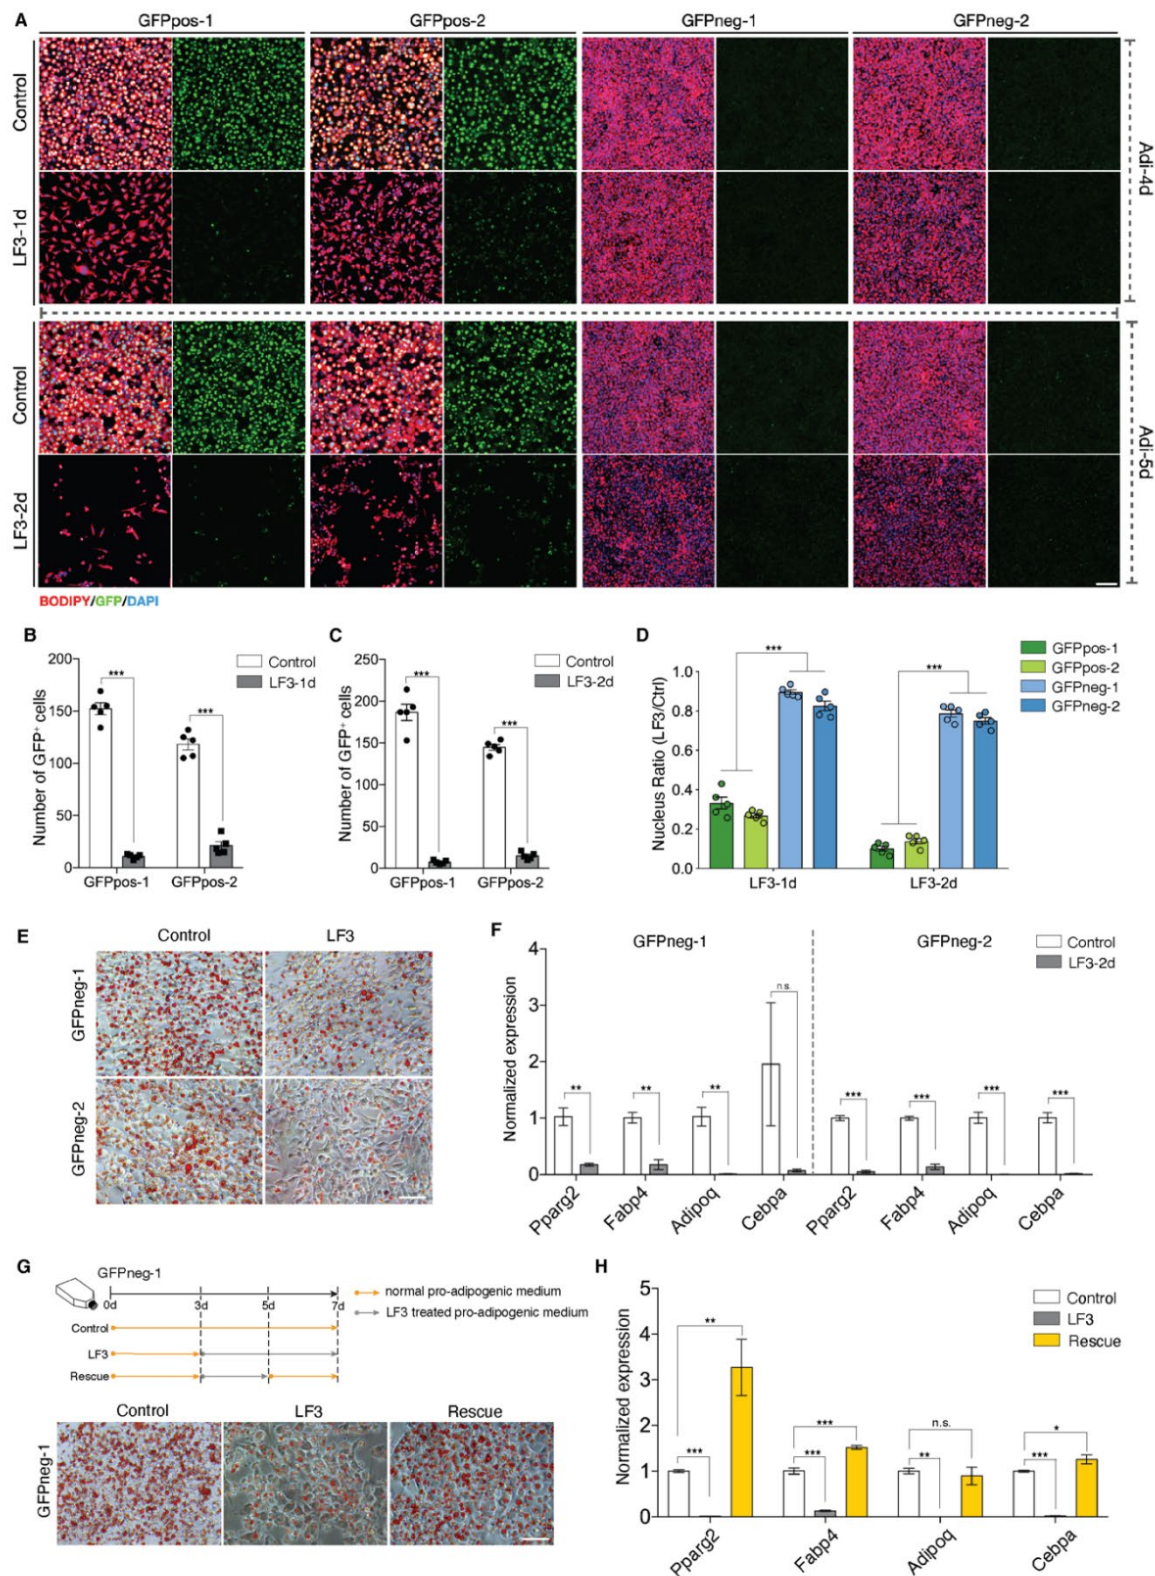 A
GFPpos-1 GFPpos-2 GFPneg-1 GFPneg-2
Control
LF3-1d
Adi-4d
Control
LF3-2d
Adi-5d
BODIPY/GFP/DAPI
B
Number of GFP⁺ cells
200
150
100
50
0
***
***
Control
LF3-1d
GFPpos-1 GFPpos-2
C
Number of GFP⁺ cells
250
200
150
100
50
0
***
***
Control
LF3-2d
GFPpos-1 GFPpos-2
D
Nucleus Ratio (LF3/Ctrl)
1.0
0.8
0.6
0.4
0.2
0.0
***
***
GFPpos-1
GFPpos-2
GFPneg-1
GFPneg-2
LF3-1d LF3-2d
E
Control LF3
GFPneg-1
GFPneg-2
F
Normalized expression
4
3
2
1
0
GFPneg-1 GFPneg-2
Control
LF3-2d
** ** ** n.s. *** *** *** ***
Pparg2 Fabp4 Adipoq Cebpa Pparg2 Fabp4 Adipoq Cebpa
G
GFPneg-1
0d 3d 5d 7d
normal pro-adipogenic medium
LF3 treated pro-adipogenic medium
Control
LF3
Rescue
Control LF3 Rescue
GFPneg-1
H
Normalized expression
5
4
3
2
1
0
Control
LF3
Rescue
** *** n.s. *
*** *** ** ***
Pparg2 Fabp4 Adipoq Cebpa